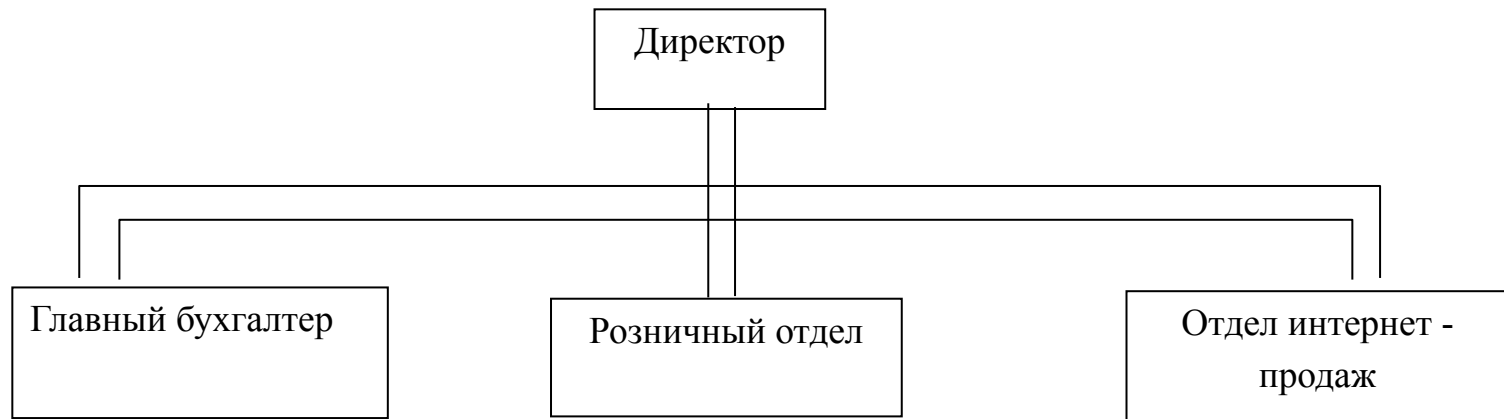 Директор
Главный бухгалтер
Розничный отдел
Отдел интернет -
продаж